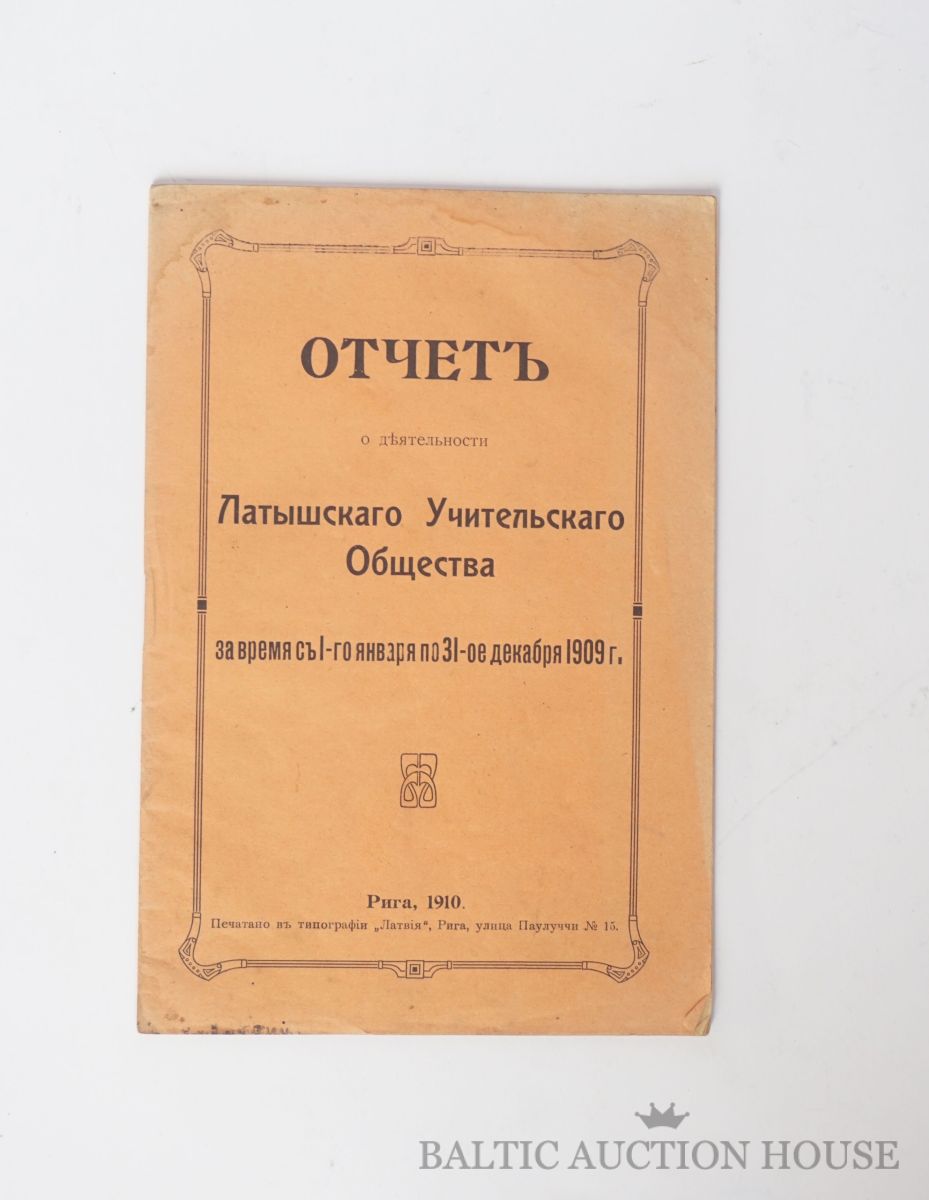 ОТЧЕТЪ
о дѣятельности
Латышскаго Учительскаго
Общества
за время съ 1-го января по 31-ое декабря 1909 г.
Рига, 1910.
Печатано въ типографіи „Латвія“, Рига, улица Паулуччи № 15.
BALTIC AUCTION HOUSE